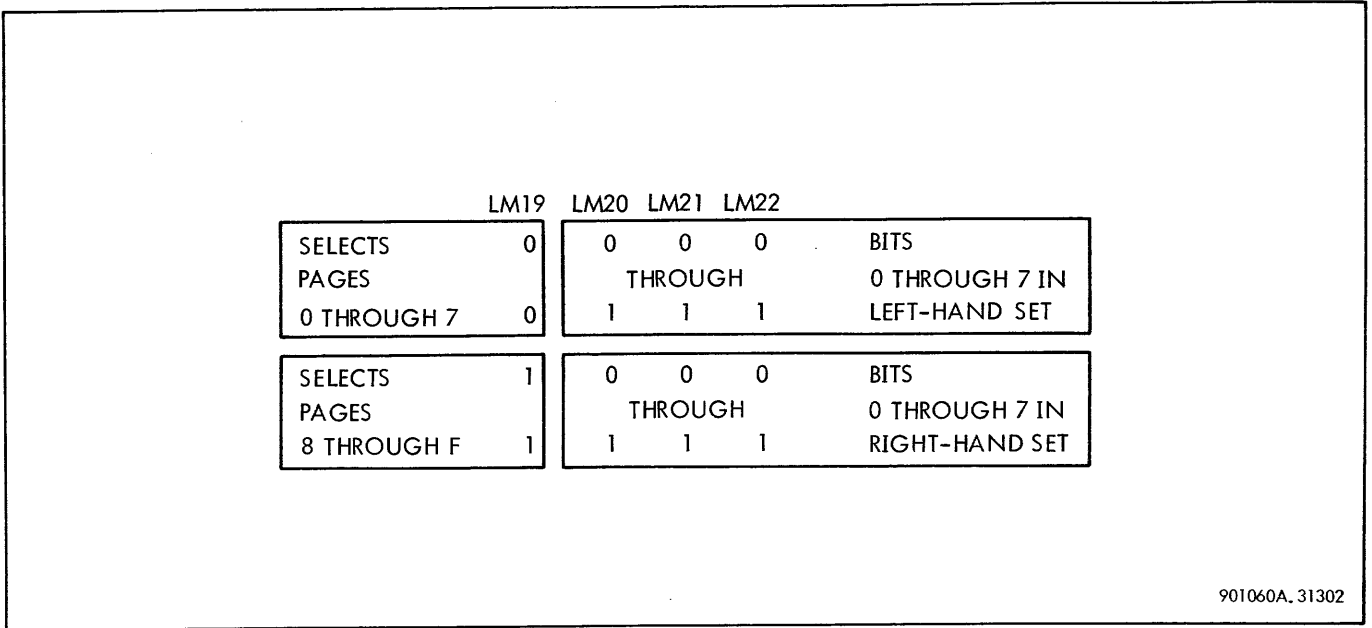 LM19 LM20 LM21 LM22
SELECTS 0 0 0 0 BITS
PAGES THROUGH 0 THROUGH 7 IN
0 THROUGH 7 0 1 1 1 LEFT-HAND SET
SELECTS 1 0 0 0 BITS
PAGES THROUGH 0 THROUGH 7 IN
8 THROUGH F 1 1 1 1 RIGHT-HAND SET
901060A. 31302